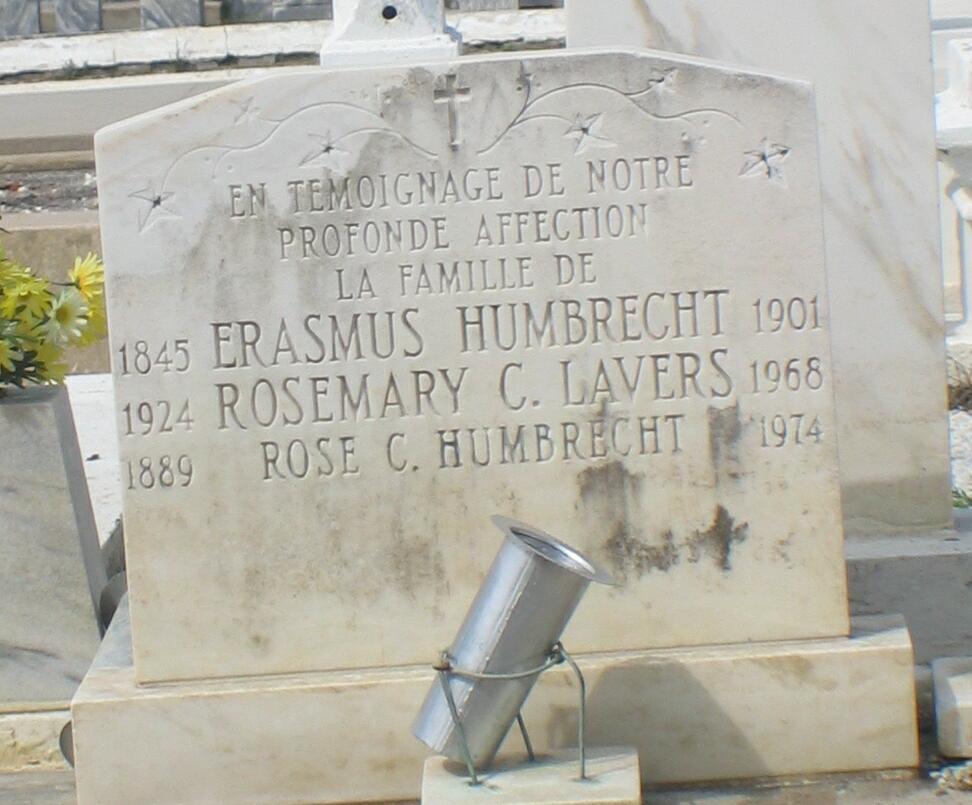 EN TEMOIGNAGE DE NOTRE
PROFONDE AFFECTION
LA FAMILLE DE
1845 ERASMUS HUMBRECHT 1901
1924 ROSEMARY C. LAVERS 1968
1889 ROSE C. HUMBRECHT 1974